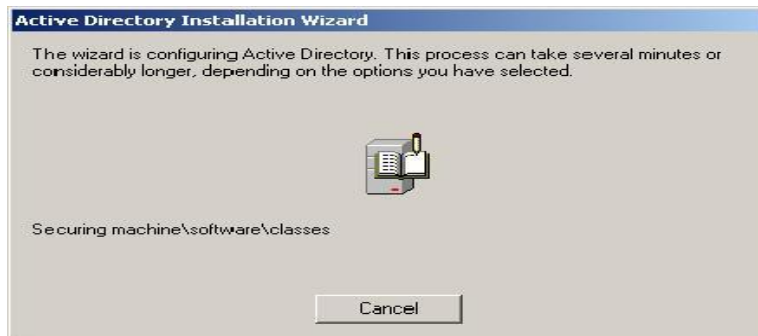 Active Directory Installation Wizard
The wizard is configuring Active Directory. This process can take several minutes or
considerably longer, depending on the options you have selected.
Securing machine\software\classes
Cancel